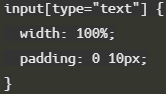 input[type="text"] {
  width: 100%;
  padding: 0 10px;
}